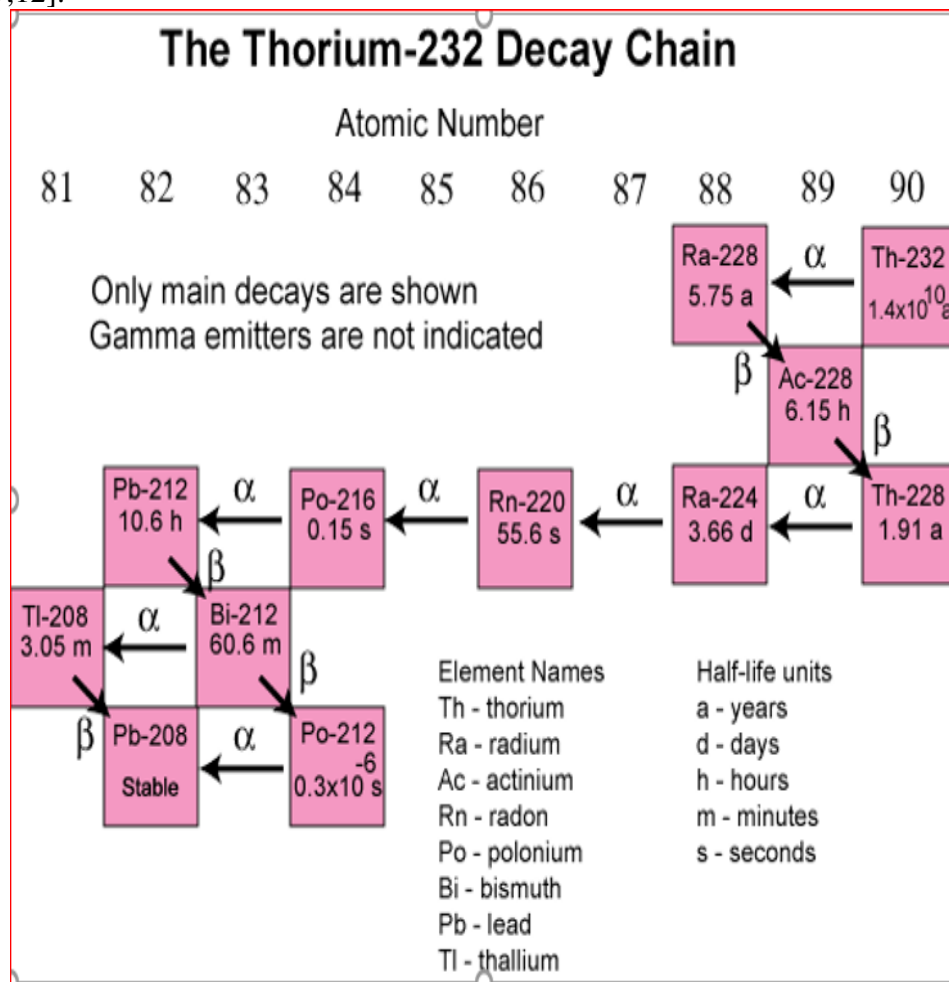 ,12].
The Thorium-232 Decay Chain
Atomic Number
81 82 83 84 85 86 87 88 89 90
Only main decays are shown
Gamma emitters are not indicated
Ra-228
5.75 a
α
Th-232
1.4x10^10 a
β
Ac-228
6.15 h
β
Pb-212
10.6 h
α
Po-216
0.15 s
α
Rn-220
55.6 s
α
Ra-224
3.66 d
α
Th-228
1.91 a
β
Tl-208
3.05 m
α
Bi-212
60.6 m
β
β
Pb-208
Stable
α
Po-212
-6
0.3x10 s
Element Names
Th - thorium
Ra - radium
Ac - actinium
Rn - radon
Po - polonium
Bi - bismuth
Pb - lead
Tl - thallium
Half-life units
a - years
d - days
h - hours
m - minutes
s - seconds